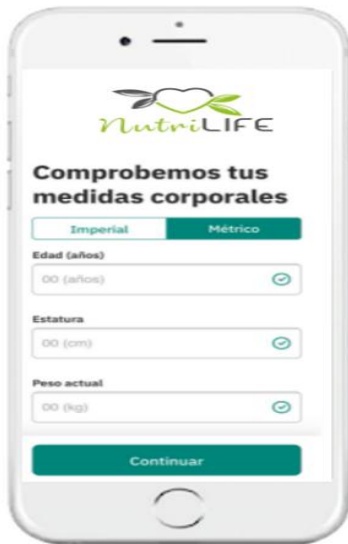 NutriLIFE
Comprobemos tus
medidas corporales
Imperial Métrico
Edad (años)
00 (años)
Estatura
00 (cm)
Peso actual
00 (kg)
Continuar